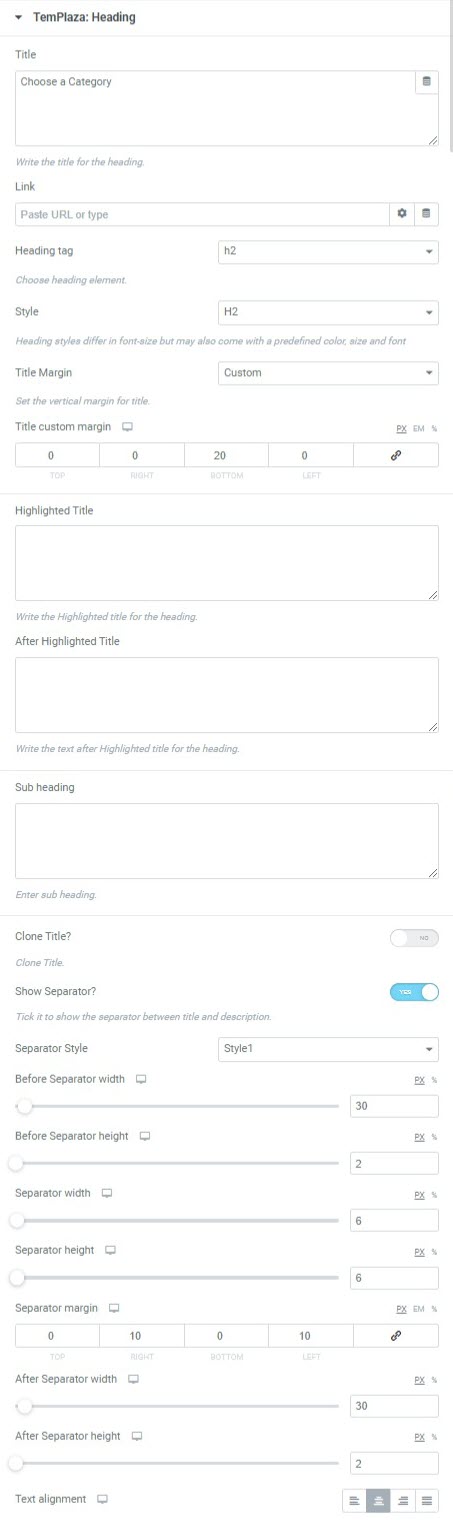 TemPlaza: Heading
Title
Choose a Category
Write the title for the heading.
Link
Paste URL or type
Heading tag h2
Choose heading element.
Style H2
Heading styles differ in font-size but may also come with a predefined color, size and font
Title Margin Custom
Set the vertical margin for title.
Title custom margin PX EM %
0 0 20 0
TOP RIGHT BOTTOM LEFT
Highlighted Title
Write the Highlighted title for the heading.
After Highlighted Title
Write the text after Highlighted title for the heading.
Sub heading
Enter sub heading.
Clone Title? NO
Clone Title.
Show Separator? YES
Tick it to show the separator between title and description.
Separator Style Style1
Before Separator width PX %
30
Before Separator height PX %
2
Separator width PX %
6
Separator height PX %
6
Separator margin PX EM %
0 10 0 10
TOP RIGHT BOTTOM LEFT
After Separator width PX %
30
After Separator height PX %
2
Text alignment